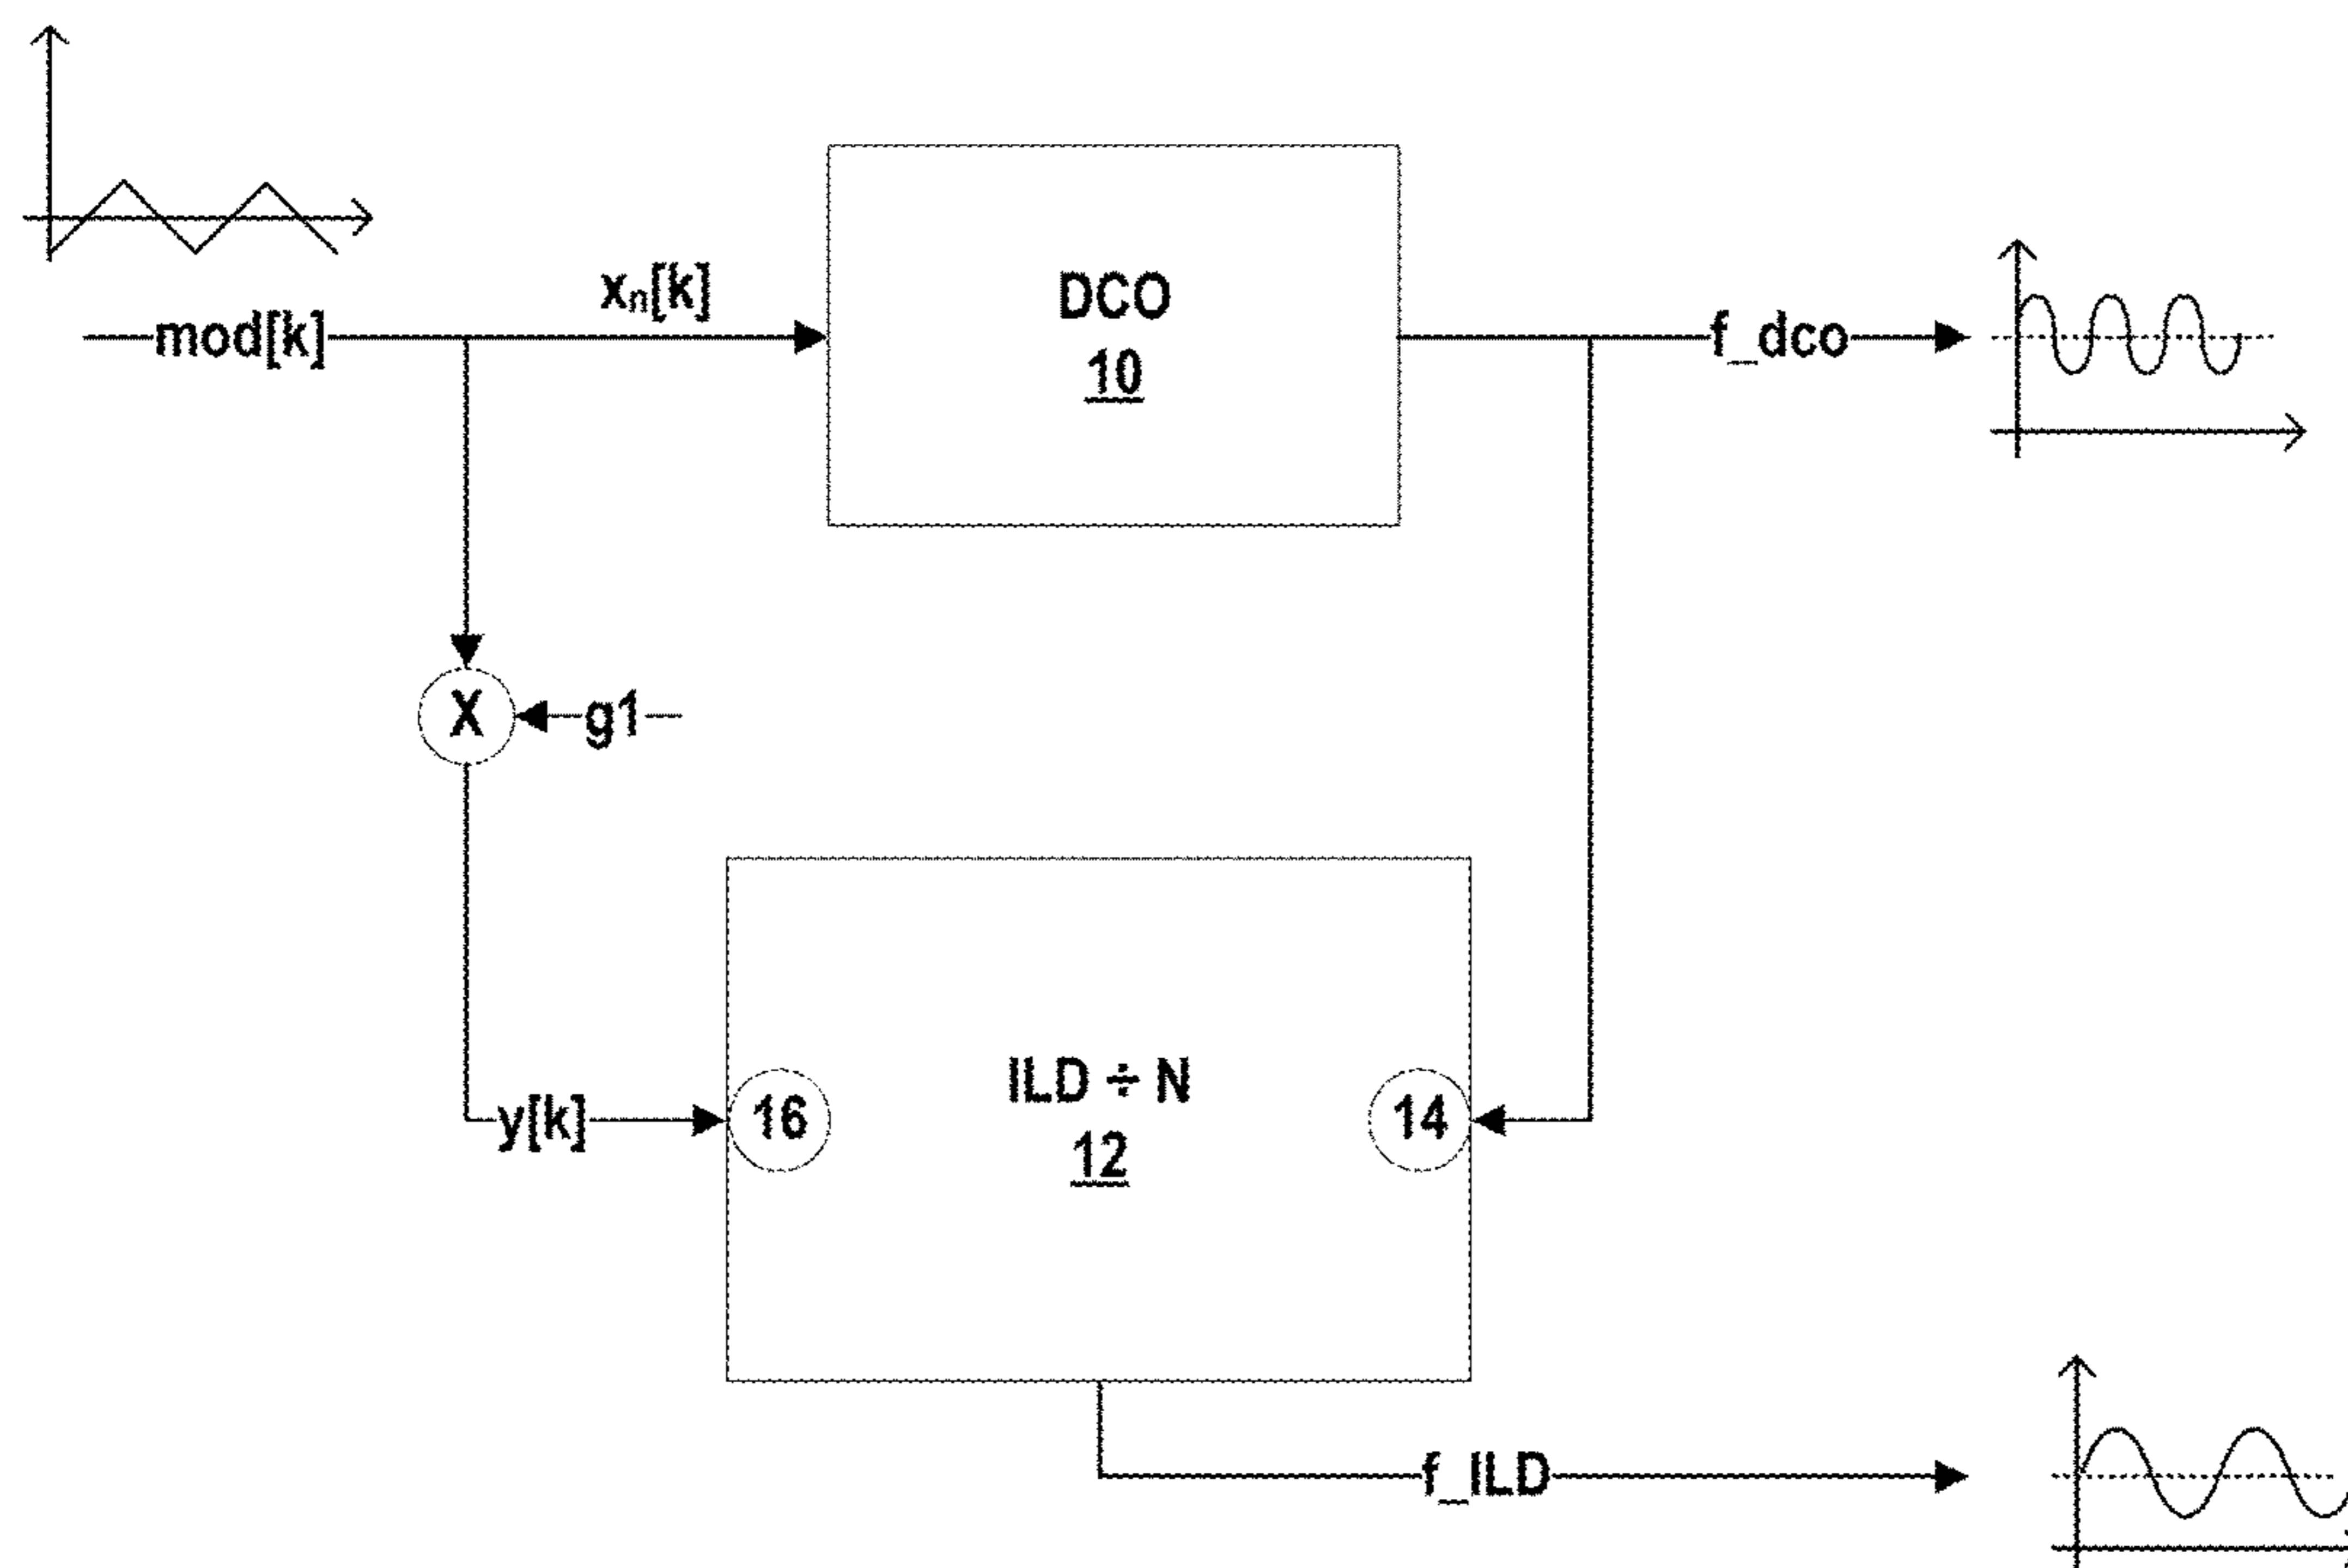 xₙ[k]
mod[k]
DCO
10
f_dco
X
g1
ILD ÷ N
12
y[k]
16
14
f_ILD